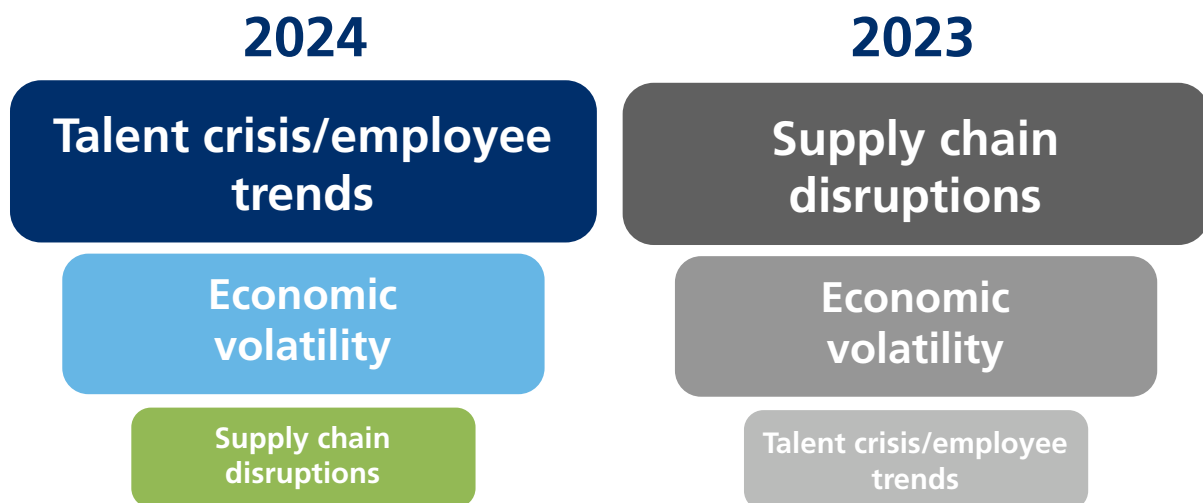 2024
Talent crisis/employee
trends
Economic
volatility
Supply chain
disruptions
2023
Supply chain
disruptions
Economic
volatility
Talent crisis/employee
trends